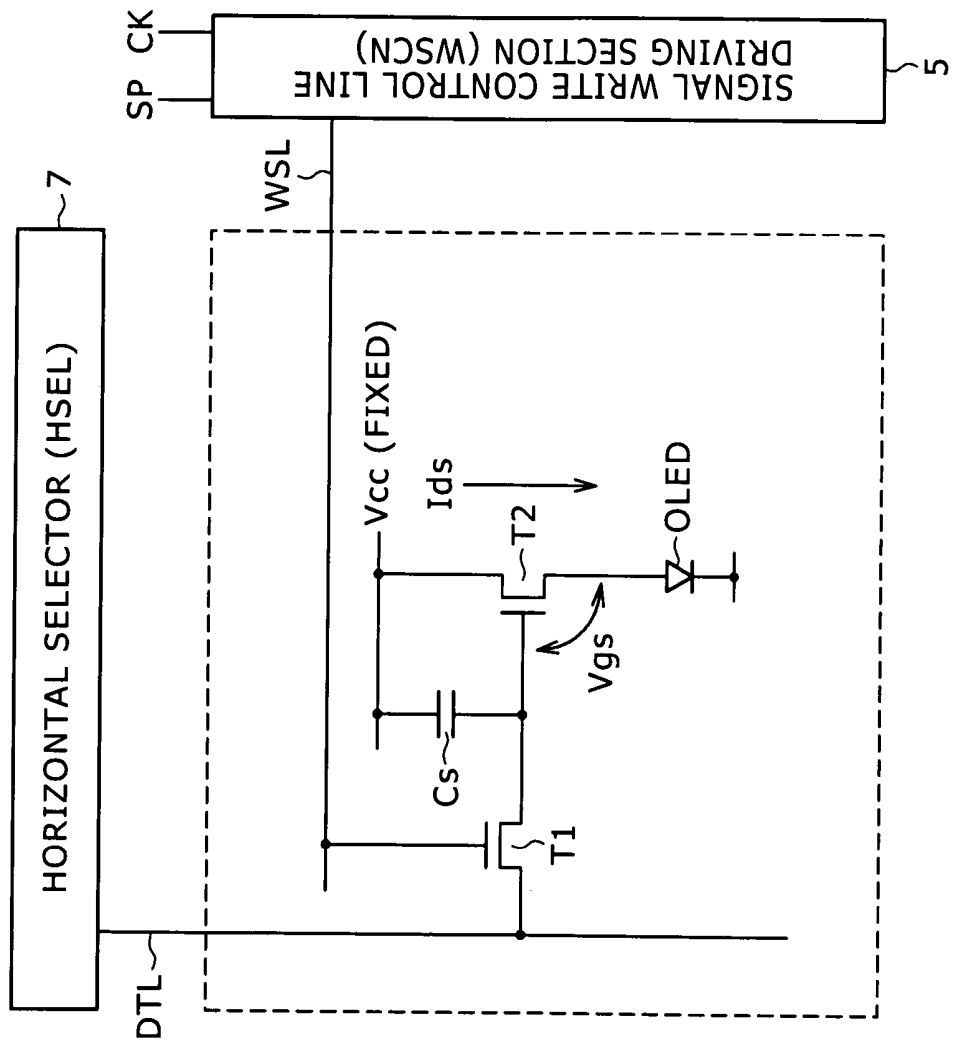 HORIZONTAL SELECTOR (HSEL)
7
DTL
WSL
SP
CK
SIGNAL WRITE CONTROL LINE
DRIVING SECTION (WSCN)
5
Vcc (FIXED)
Ids
Cs
T2
T1
Vgs
OLED